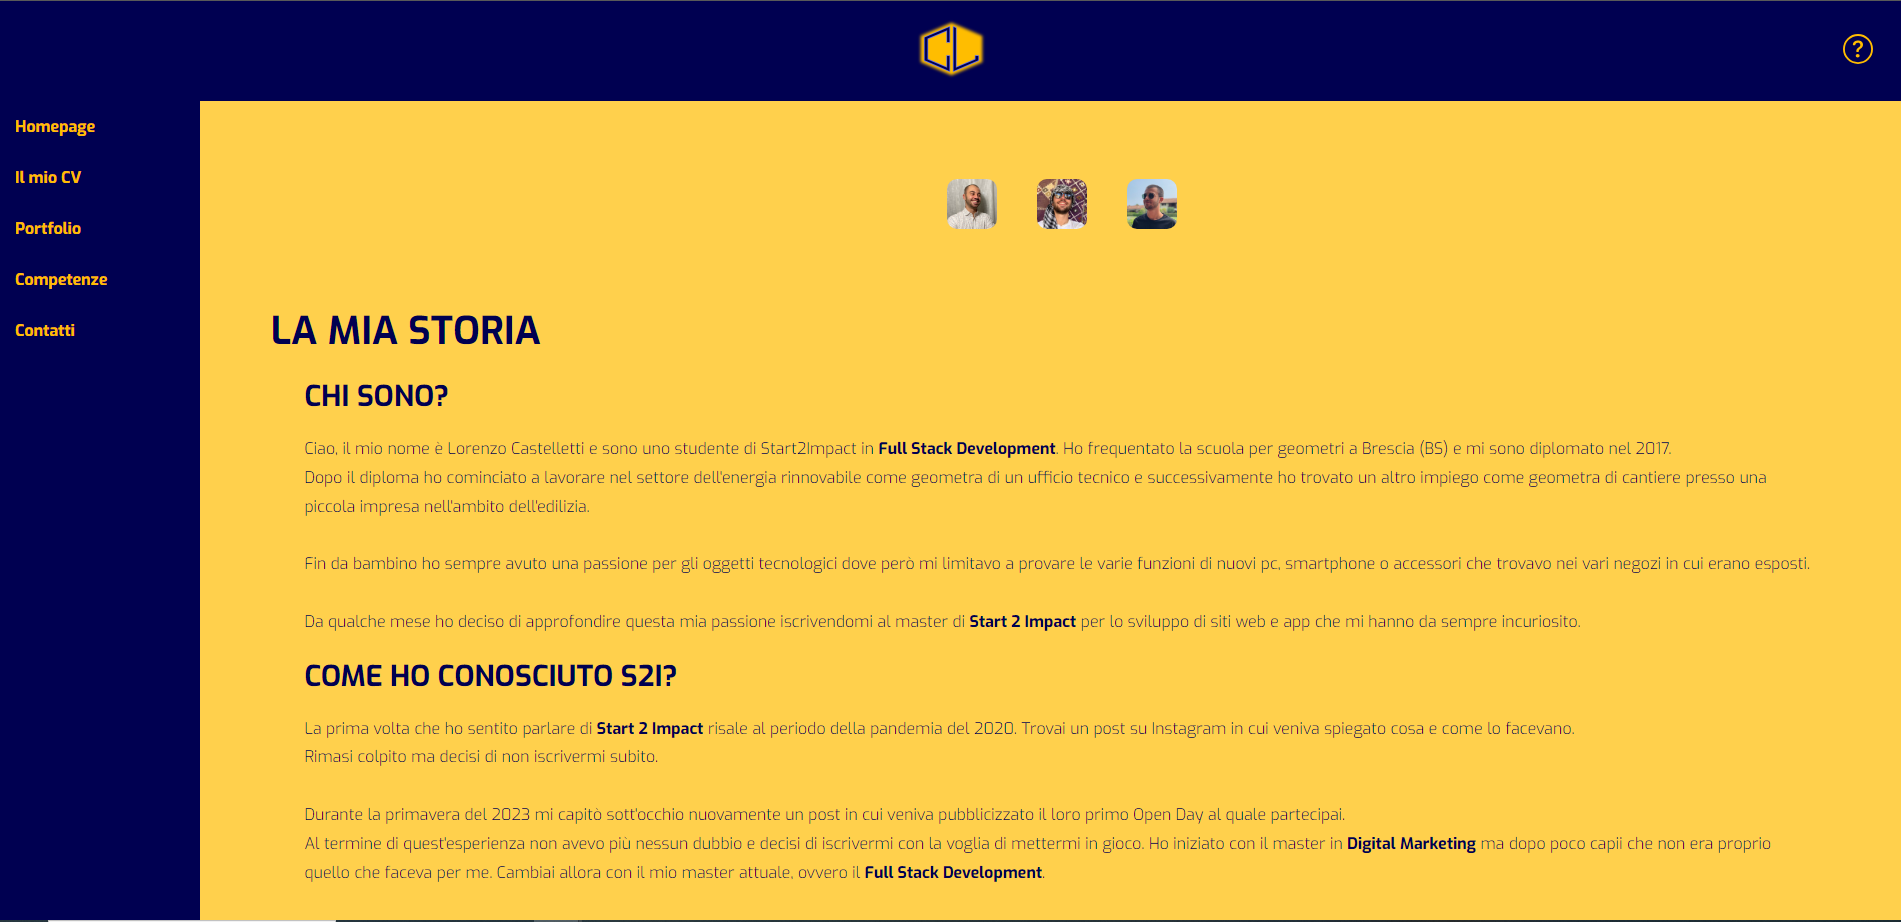 CL
?
Homepage
Il mio CV
Portfolio
Competenze
Contatti
LA MIA STORIA
CHI SONO?
Ciao, il mio nome è Lorenzo Castelletti e sono uno studente di Start2Impact in Full Stack Development. Ho frequentato la scuola per geometri a Brescia (BS) e mi sono diplomato nel 2017.
Dopo il diploma ho cominciato a lavorare nel settore dell'energia rinnovabile come geometra di un ufficio tecnico e successivamente ho trovato un altro impiego come geometra di cantiere presso una
piccola impresa nell'ambito dell'edilizia.
Fin da bambino ho sempre avuto una passione per gli oggetti tecnologici dove però mi limitavo a provare le varie funzioni di nuovi pc, smartphone o accessori che trovavo nei vari negozi in cui erano esposti.
Da qualche mese ho deciso di approfondire questa mia passione iscrivendomi al master di Start 2 Impact per lo sviluppo di siti web e app che mi hanno da sempre incuriosito.
COME HO CONOSCIUTO S2I?
La prima volta che ho sentito parlare di Start 2 Impact risale al periodo della pandemia del 2020. Trovai un post su Instagram in cui veniva spiegato cosa e come lo facevano.
Rimasi colpito ma decisi di non iscrivermi subito.
Durante la primavera del 2023 mi capitò sott'occhio nuovamente un post in cui veniva pubblicizzato il loro primo Open Day al quale partecipai.
Al termine di quest'esperienza non avevo più nessun dubbio e decisi di iscrivermi con la voglia di mettermi in gioco. Ho iniziato con il master in Digital Marketing ma dopo poco capii che non era proprio
quello che faceva per me. Cambiai allora con il mio master attuale, ovvero il Full Stack Development.